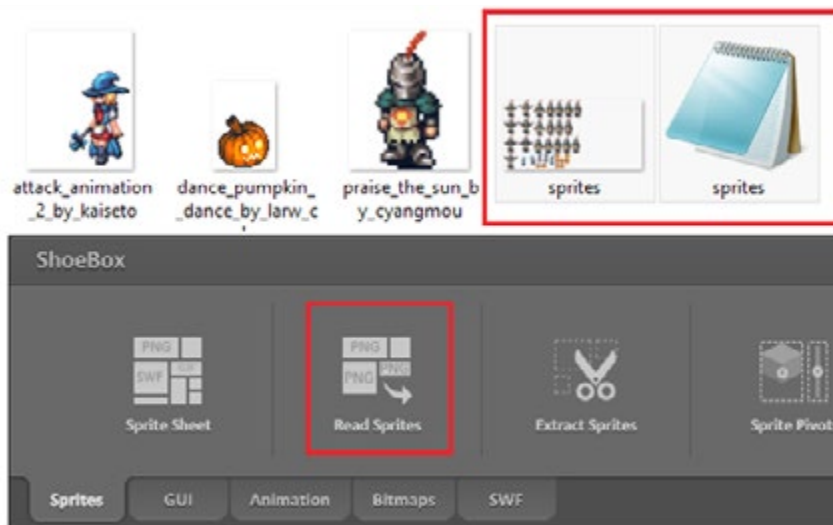 attack_animation
_2_by_kaiseto
dance_pumpkin_
_dance_by_larw_c
praise_the_sun_b
y_cyangmou
sprites
sprites
ShoeBox
PNG
SWF
GIF
Sprite Sheet
PNG
PNG
PNG
Read Sprites
Extract Sprites
Sprite Pivot
Sprites
GUI
Animation
Bitmaps
SWF